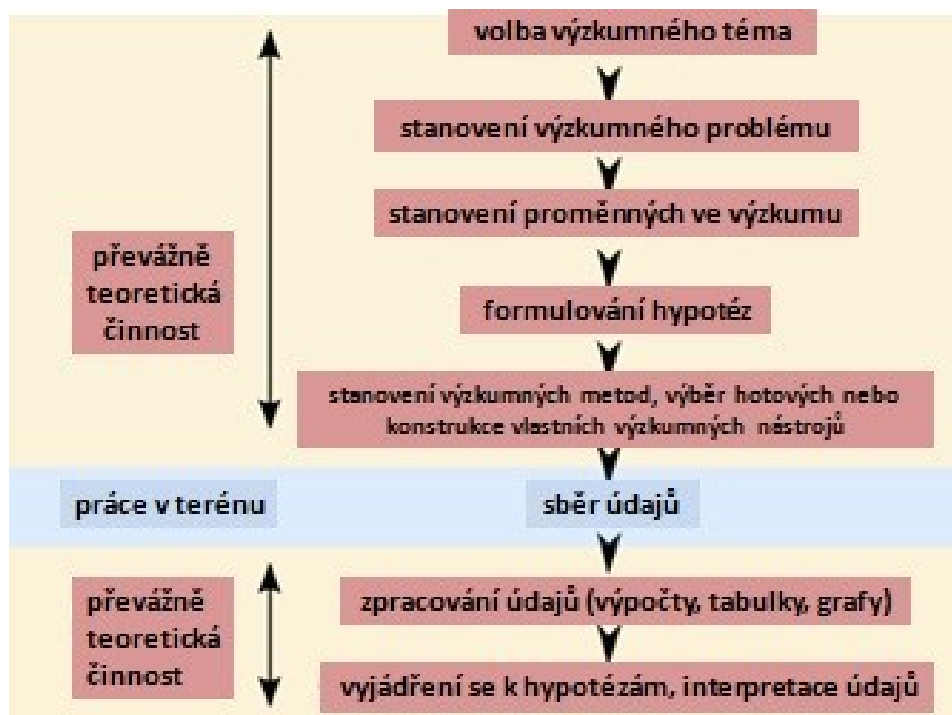 volba výzkumného téma
stanovení výzkumného problému
stanovení proměnných ve výzkumu
převážně
teoretická
činnost
formulování hypotéz
stanovení výzkumných metod, výběr hotových nebo
konstrukce vlastních výzkumných nástrojů
práce v terénu
sběr údajů
převážně
teoretická
činnost
zpracování údajů (výpočty, tabulky, grafy)
vyjádření se k hypotézám, interpretace údajů